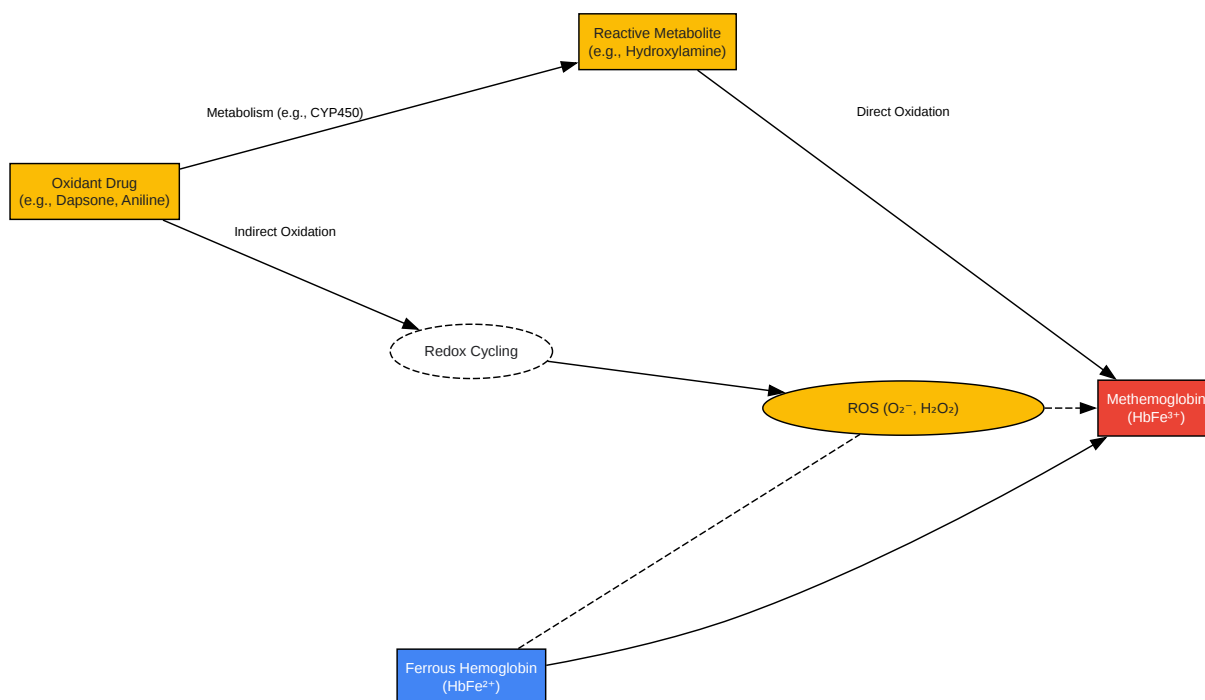 Reactive Metabolite
(e.g., Hydroxylamine)
Metabolism (e.g., CYP450)
Direct Oxidation
Oxidant Drug
(e.g., Dapsone, Aniline)
Indirect Oxidation
Redox Cycling
ROS (O₂⁻, H₂O₂)
Methemoglobin
(HbFe³⁺)
Ferrous Hemoglobin
(HbFe²⁺)